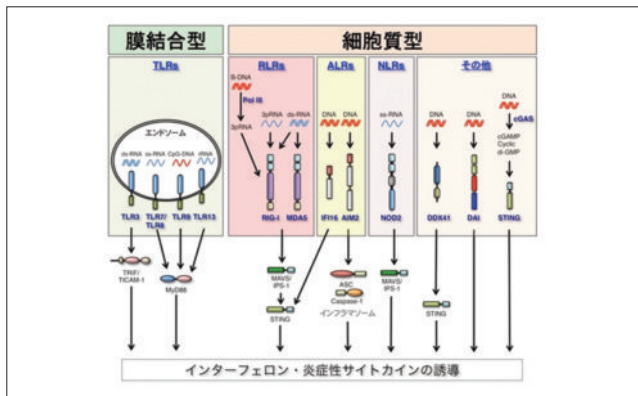 膜結合型
細胞質型
TLRs
RLRs
ALRs
NLRs
その他
B-DNA
Pol III
3pRNA
3pRNA
ds-RNA
DNA
DNA
ss-RNA
DNA
DNA
DNA
cGAS
cGAMP
Cyclic
di-GMP
エンドソーム
ds-RNA
ss-RNA
CpG-DNA
rRNA
TLR3
TLR7/
TLR8
TLR9
TLR13
RIG-I
MDA5
IFI16
AIM2
NOD2
DDX41
DAI
STING
TRIF/
TICAM-1
MyD88
MAVS/
IPS-1
STING
ASC
Caspase-1
インフラマソーム
MAVS/
IPS-1
STING
インターフェロン・炎症性サイトカインの誘導